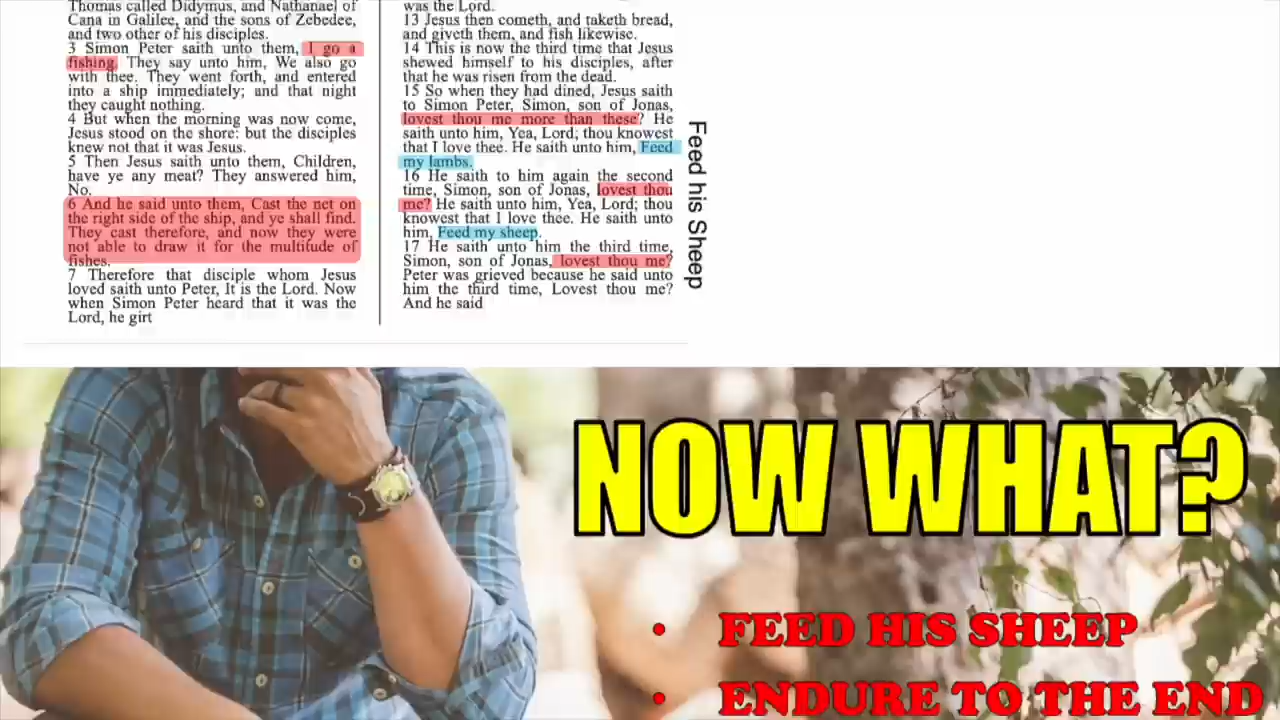 Thomas called Didymus, and Nathanael of
Cana in Galilee, and the sons of Zebedee,
and two other of his disciples.
3 Simon Peter saith unto them, I go a
fishing. They say unto him, We also go
with thee. They went forth, and entered
into a ship immediately; and that night
they caught nothing.
4 But when the morning was now come,
Jesus stood on the shore: but the disciples
knew not that it was Jesus.
5 Then Jesus saith unto them, Children,
have ye any meat? They answered him,
No.
6 And he said unto them, Cast the net on
the right side of the ship, and ye shall find.
They cast therefore, and now they were
not able to draw it for the multitude of
fishes.
7 Therefore that disciple whom Jesus
loved saith unto Peter, It is the Lord. Now
when Simon Peter heard that it was the
Lord, he girt
was the Lord.
13 Jesus then cometh, and taketh bread,
and giveth them, and fish likewise.
14 This is now the third time that Jesus
shewed himself to his disciples, after
that he was risen from the dead.
15 So when they had dined, Jesus saith
to Simon Peter, Simon, son of Jonas,
lovest thou me more than these? He
saith unto him, Yea, Lord; thou knowest
that I love thee. He saith unto him, Feed
my lambs.
16 He saith to him again the second
time, Simon, son of Jonas, lovest thou
me? He saith unto him, Yea, Lord; thou
knowest that I love thee. He saith unto
him, Feed my sheep.
17 He saith unto him the third time,
Simon, son of Jonas, lovest thou me?
Peter was grieved because he said unto
him the third time, Lovest thou me?
And he said
Feed his Sheep
NOW WHAT?
• FEED HIS SHEEP
• ENDURE TO THE END